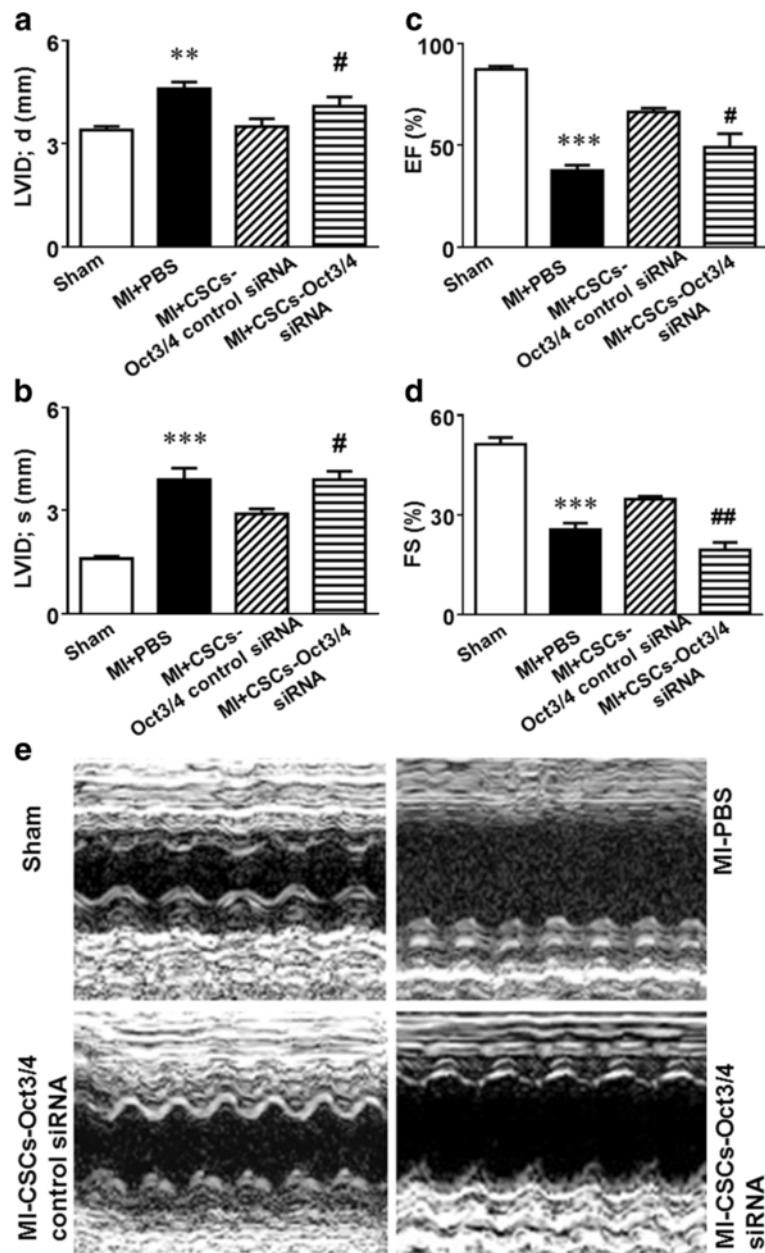 a
LVID; d (mm)
6
3
0
**
#
Sham
MI+PBS
MI+CSCs-
Oct3/4 control siRNA
MI+CSCs-Oct3/4
siRNA
c
EF (%)
100
50
0
***
#
Sham
MI+PBS
MI+CSCs-
Oct3/4 control siRNA
MI+CSCs-Oct3/4
siRNA
b
LVID; s (mm)
6
3
0
***
#
Sham
MI+PBS
MI+CSCs-
Oct3/4 control siRNA
MI+CSCs-Oct3/4
siRNA
d
FS (%)
60
30
0
***
##
Sham
MI+PBS
MI+CSCs-
Oct3/4 control siRNA
MI+CSCs-Oct3/4
siRNA
e
Sham
MI-PBS
MI-CSCs-Oct3/4
control siRNA
MI-CSCs-Oct3/4
siRNA